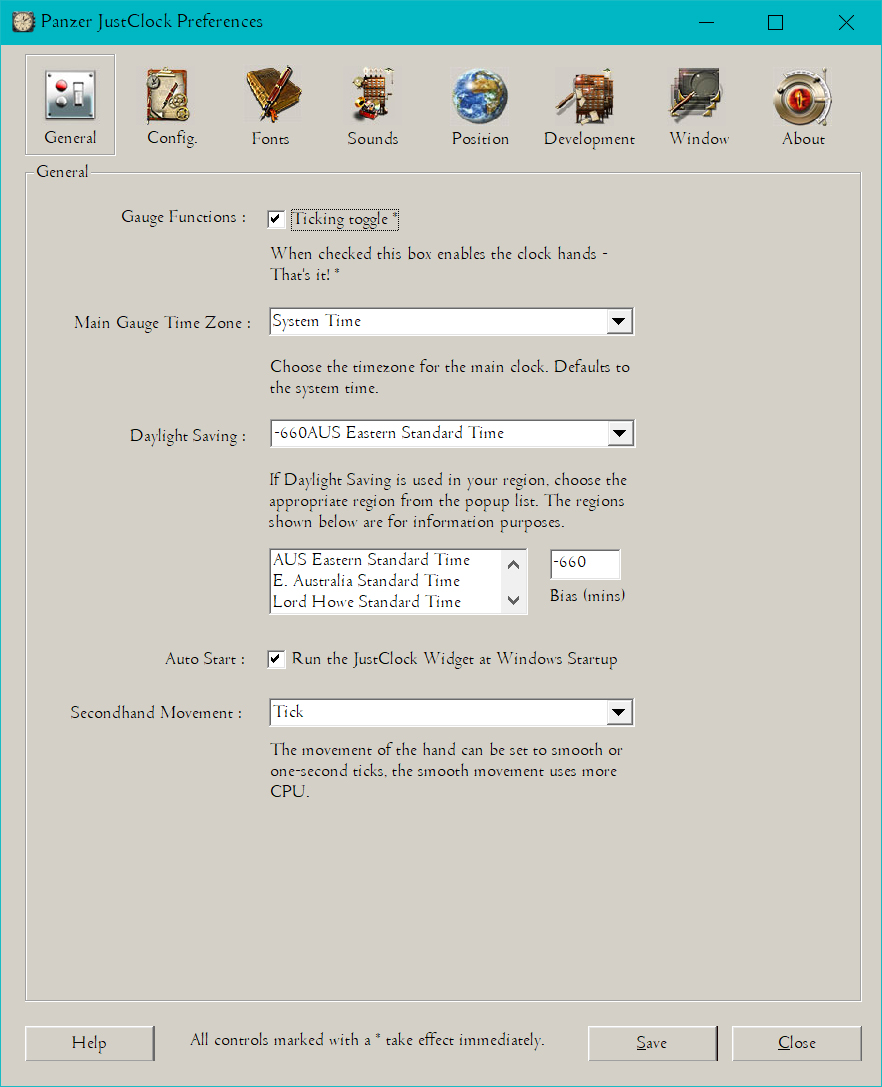 Panzer JustClock Preferences
General
Config.
Fonts
Sounds
Position
Development
Window
About
General
Gauge Functions :
Ticking toggle *
When checked this box enables the clock hands -
That's it! *
Main Gauge Time Zone :
System Time
Choose the timezone for the main clock. Defaults to
the system time.
Daylight Saving :
-660AUS Eastern Standard Time
If Daylight Saving is used in your region, choose the
appropriate region from the popup list. The regions
shown below are for information purposes.
AUS Eastern Standard Time
E. Australia Standard Time
Lord Howe Standard Time
-660
Bias (mins)
Auto Start :
Run the JustClock Widget at Windows Startup
Secondhand Movement :
Tick
The movement of the hand can be set to smooth or
one-second ticks, the smooth movement uses more
CPU.
Help
All controls marked with a * take effect immediately.
Save
Close